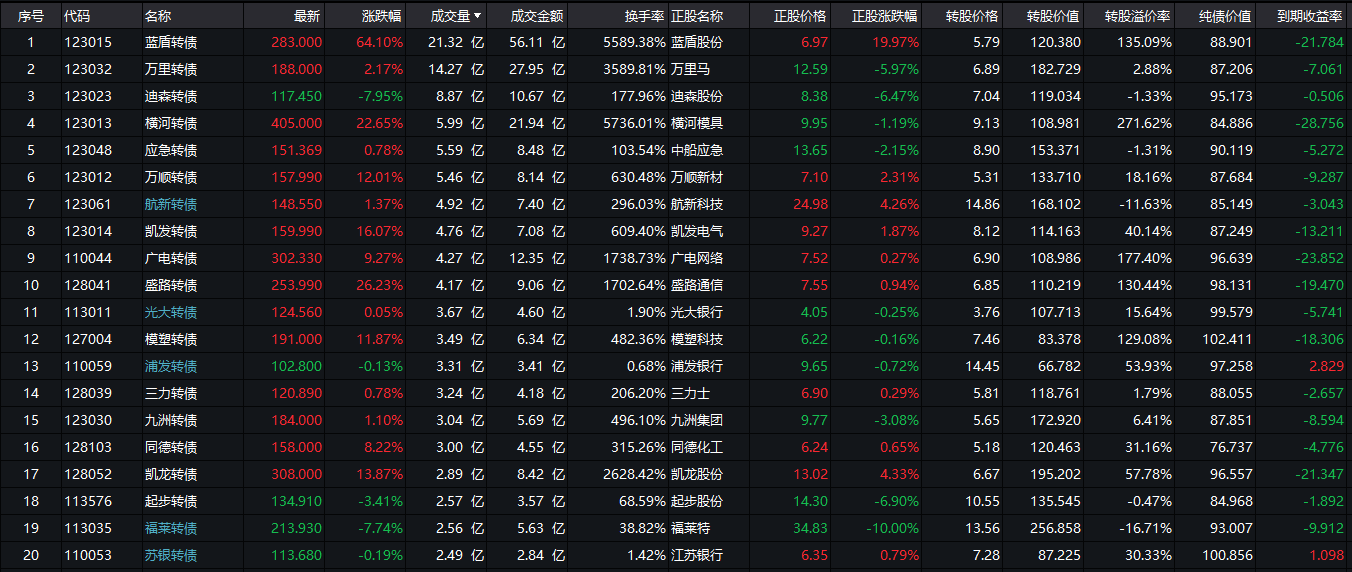 序号 代码 名称 最新 涨跌幅 成交量 成交金额 换手率 正股名称 正股价格 正股涨跌幅 转股价格 转股价值 转股溢价率 纯债价值 到期收益率
1 123015 蓝盾转债 283.000 64.10% 21.32 亿 56.11 亿 5589.38% 蓝盾股份 6.97 19.97% 5.79 120.380 135.09% 88.901 -21.784
2 123032 万里转债 188.000 2.17% 14.27 亿 27.95 亿 3589.81% 万里马 12.59 -5.97% 6.89 182.729 2.88% 87.206 -7.061
3 123023 迪森转债 117.450 -7.95% 8.87 亿 10.67 亿 177.96% 迪森股份 8.38 -6.47% 7.04 119.034 -1.33% 95.173 -0.506
4 123013 横河转债 405.000 22.65% 5.99 亿 21.94 亿 5736.01% 横河模具 9.95 -1.19% 9.13 108.981 271.62% 84.886 -28.756
5 123048 应急转债 151.369 0.78% 5.59 亿 8.48 亿 103.54% 中船应急 13.65 -2.15% 8.90 153.371 -1.31% 90.119 -5.272
6 123012 万顺转债 157.990 12.01% 5.46 亿 8.14 亿 630.48% 万顺新材 7.10 2.31% 5.31 133.710 18.16% 87.684 -9.287
7 123061 航新转债 148.550 1.37% 4.92 亿 7.40 亿 296.03% 航新科技 24.98 4.26% 14.86 168.102 -11.63% 85.149 -3.043
8 123014 凯发转债 159.990 16.07% 4.76 亿 7.08 亿 609.40% 凯发电气 9.27 1.87% 8.12 114.163 40.14% 87.249 -13.211
9 110044 广电转债 302.330 9.27% 4.27 亿 12.35 亿 1738.73% 广电网络 7.52 0.27% 6.90 108.986 177.40% 96.639 -23.852
10 128041 盛路转债 253.990 26.23% 4.17 亿 9.06 亿 1702.64% 盛路通信 7.55 0.94% 6.85 110.219 130.44% 98.131 -19.470
11 113011 光大转债 124.560 0.05% 3.67 亿 4.60 亿 1.90% 光大银行 4.05 -0.25% 3.76 107.713 15.64% 99.579 -5.741
12 127004 模塑转债 191.000 11.87% 3.49 亿 6.34 亿 482.36% 模塑科技 6.22 -0.16% 7.46 83.378 129.08% 102.411 -18.306
13 110059 浦发转债 102.800 -0.13% 3.31 亿 3.41 亿 0.68% 浦发银行 9.65 -0.72% 14.45 66.782 53.93% 97.258 2.829
14 128039 三力转债 120.890 0.78% 3.24 亿 4.18 亿 206.20% 三力士 6.90 0.29% 5.81 118.761 1.79% 88.055 -2.657
15 123030 九洲转债 184.000 1.10% 3.04 亿 5.69 亿 496.10% 九洲集团 9.77 -3.08% 5.65 172.920 6.41% 87.851 -8.594
16 128103 同德转债 158.000 8.22% 3.00 亿 4.55 亿 315.26% 同德化工 6.24 0.65% 5.18 120.463 31.16% 76.737 -4.776
17 128052 凯龙转债 308.000 13.87% 2.89 亿 8.42 亿 2628.42% 凯龙股份 13.02 4.33% 6.67 195.202 57.78% 96.557 -21.347
18 113576 起步转债 134.910 -3.41% 2.57 亿 3.57 亿 68.59% 起步股份 14.30 -6.90% 10.55 135.545 -0.47% 84.968 -1.892
19 113035 福莱转债 213.930 -7.74% 2.56 亿 5.63 亿 38.82% 福莱特 34.83 -10.00% 13.56 256.858 -16.71% 93.007 -9.912
20 110053 苏银转债 113.680 -0.19% 2.49 亿 2.84 亿 1.42% 江苏银行 6.35 0.79% 7.28 87.225 30.33% 100.856 1.098